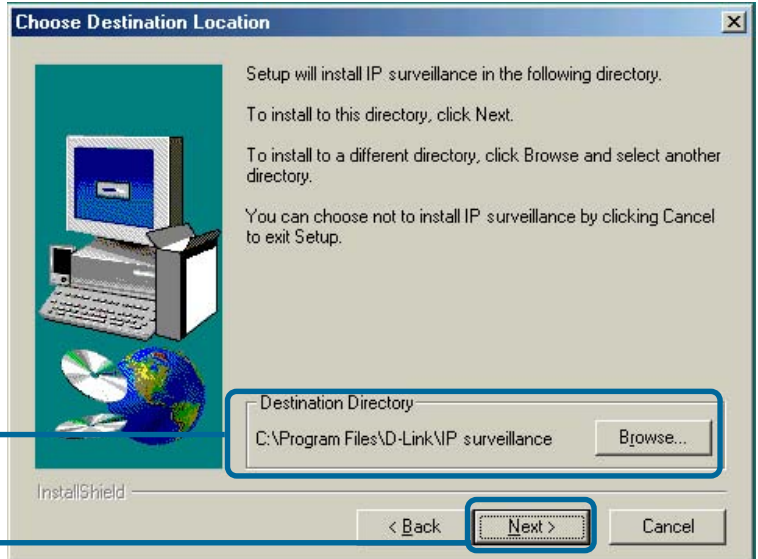 Choose Destination Location
Setup will install IP surveillance in the following directory.
To install to this directory, click Next.
To install to a different directory, click Browse and select another
directory.
You can choose not to install IP surveillance by clicking Cancel
to exit Setup.
Destination Directory
C:\Program Files\D-Link\IP surveillance
Browse...
InstallShield
< Back
Next >
Cancel